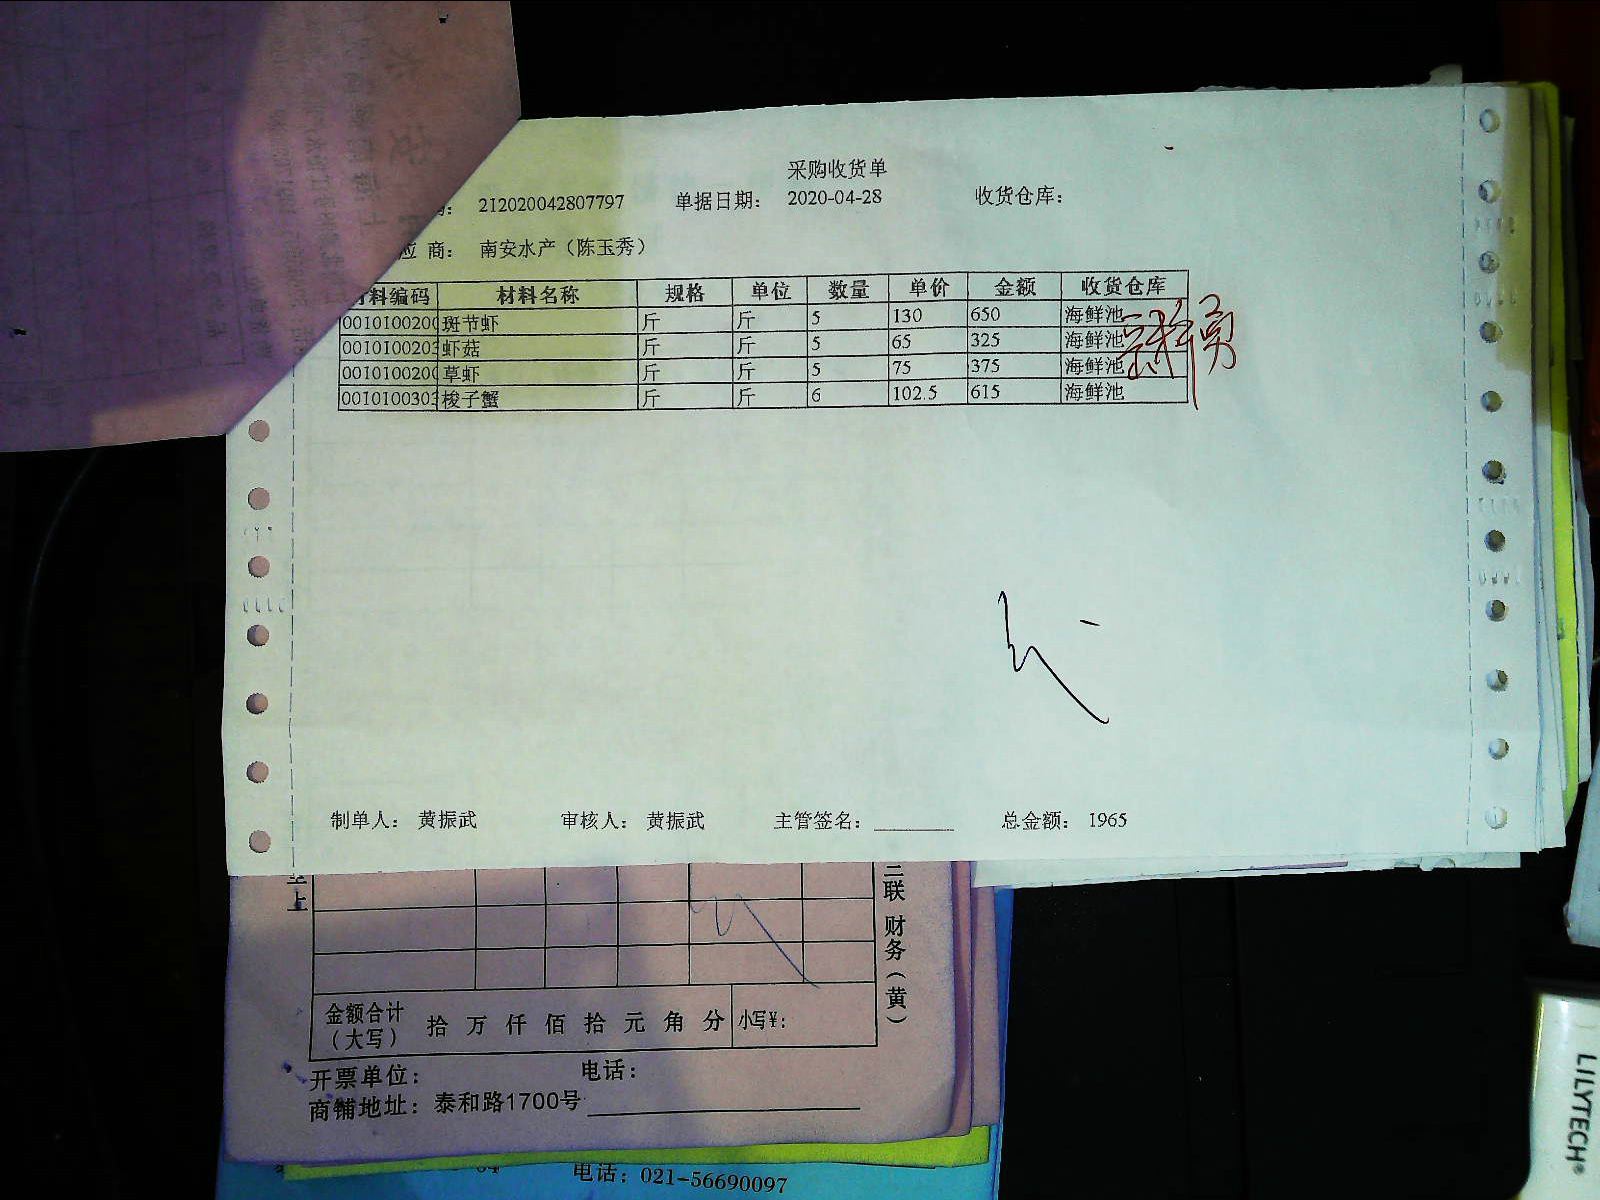 采购收货单
212020042807797 单据日期： 2020-04-28 收货仓库：
应 商： 南安水产（陈玉秀）
材料编码 材料名称 规格 单位 数量 单价 金额 收货仓库
0010100200 斑节虾 斤 斤 5 130 650 海鲜池
001010020 虾菇 斤 斤 5 65 325 海鲜池
0010100200 草虾 斤 斤 5 75 375 海鲜池
001010030 梭子蟹 斤 斤 6 102.5 615 海鲜池
制单人： 黄振武 审核人： 黄振武 主管签名： 总金额： 1965
上
三联 财务（黄）
金额合计（大写） 拾 万 仟 佰 拾 元 角 分 小写¥：
开票单位： 电话：
商铺地址：泰和路1700号
电话：021-56690097
LILYTECH®